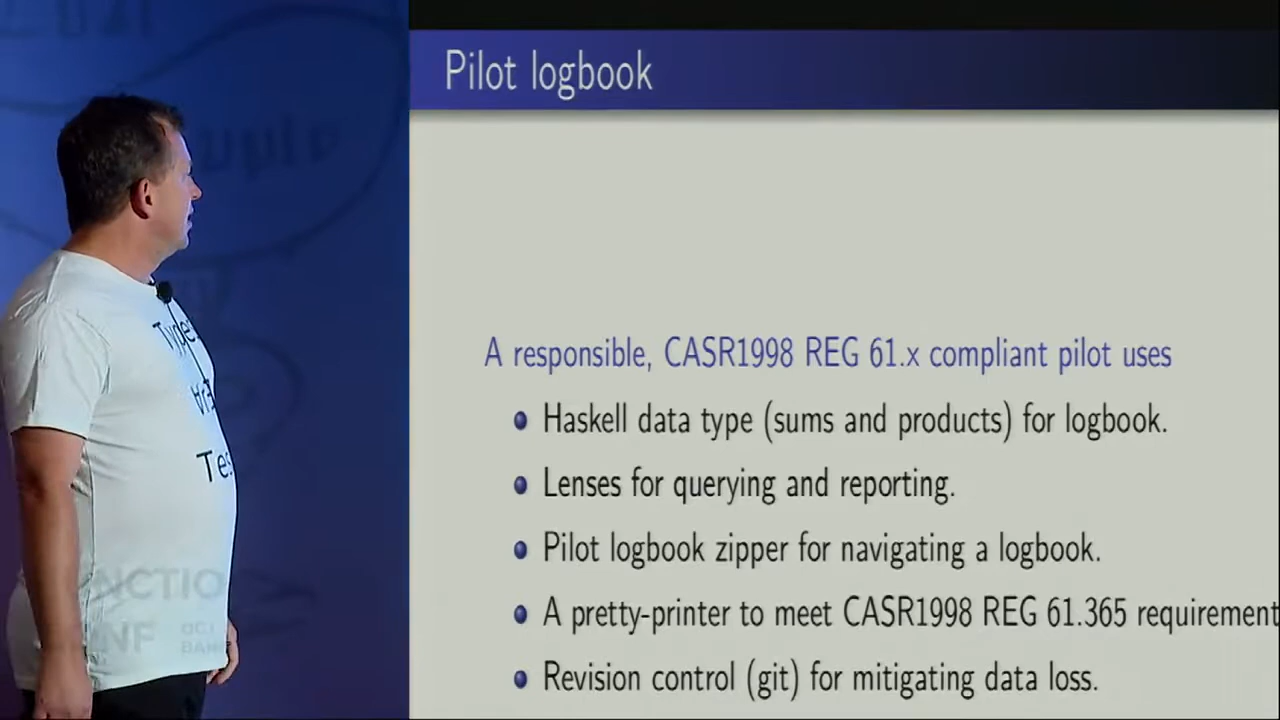 Pilot logbook
A responsible, CASR1998 REG 61.x compliant pilot uses
Haskell data type (sums and products) for logbook.
Lenses for querying and reporting.
Pilot logbook zipper for navigating a logbook.
A pretty-printer to meet CASR1998 REG 61.365 requirement
Revision control (git) for mitigating data loss.
Types